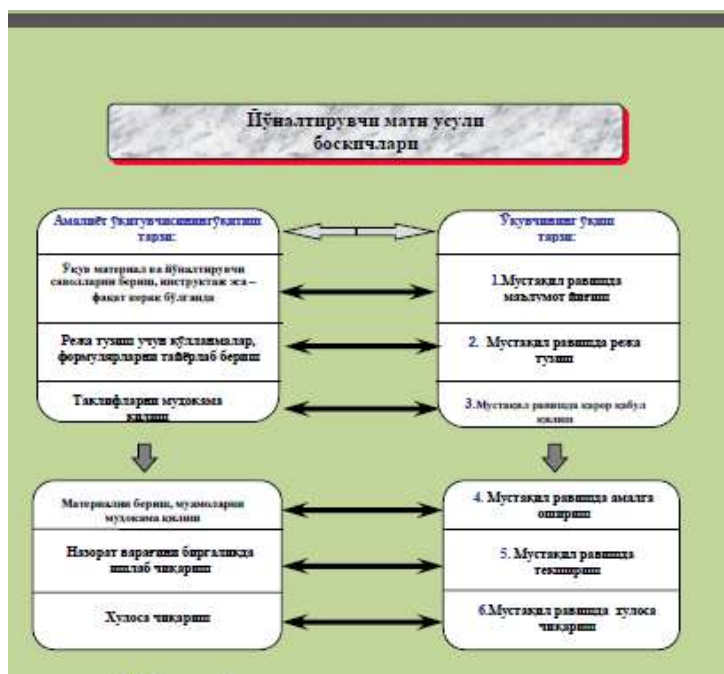 Йўналтирувчи матн усули
босқичлари
Амалиёт ўқитувчисининг ўқитиш
тарзи:
Ўқув материал ва йўналтирувчи
саволларни бериш, инструктаж эса –
фақат керак бўлганда
Режа тузиш учун қўлланмалар,
формулярларни тайёрлаб бериш
Таклифларни муҳокама
қилиш
Ўқувчининг ўқиш
тарзи:
1.Мустақил равишда
маълумот йиғиш
2. Мустақил равишда режа
тузиш
3.Мустақил равишда қарор қабул
қилиш
Материални бериш, муаммоларни
муҳокама қилиш
Назорат варағини биргаликда
ишлаб чиқариш
Хулоса чиқариш
4. Мустақил равишда амалга
ошириш
5. Мустақил равишда
текшириш
6.Мустақил равишда хулоса
чиқариш